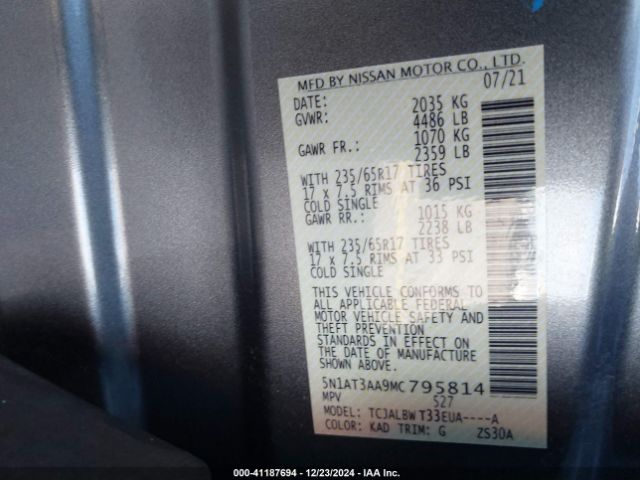 MFD BY NISSAN MOTOR CO., LTD.
DATE: 07/21
GVWR: 2035 KG
4486 LB
GAWR FR.: 1070 KG
2359 LB
WITH 235/65R17 TIRES
17 x 7.5 RIMS AT 36 PSI
COLD SINGLE
GAWR RR.: 1015 KG
2238 LB
WITH 235/65R17 TIRES
17 x 7.5 RIMS AT 33 PSI
COLD SINGLE
THIS VEHICLE CONFORMS TO
ALL APPLICABLE FEDERAL
MOTOR VEHICLE SAFETY AND
THEFT PREVENTION
STANDARDS IN EFFECT ON
THE DATE OF MANUFACTURE
SHOWN ABOVE.
5N1AT3AA9MC795814
MPV S27
MODEL: TCJALBWT33EUA----A
COLOR: KAD TRIM: G ZS30A
000-41187694 - 12/23/2024 - IAA Inc.